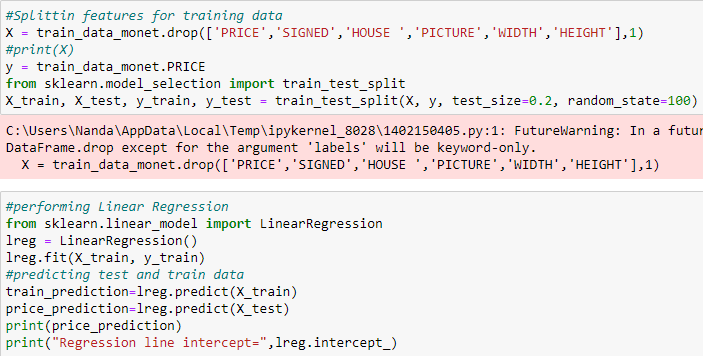 #Splittin features for training data
X = train_data_monet.drop(['PRICE','SIGNED','HOUSE ','PICTURE','WIDTH','HEIGHT'],1)
#print(X)
y = train_data_monet.PRICE
from sklearn.model_selection import train_test_split
X_train, X_test, y_train, y_test = train_test_split(X, y, test_size=0.2, random_state=100)
C:\Users\Nanda\AppData\Local\Temp\ipykernel_8028\1402150405.py:1: FutureWarning: In a futur
DataFrame.drop except for the argument 'labels' will be keyword-only.
  X = train_data_monet.drop(['PRICE','SIGNED','HOUSE ','PICTURE','WIDTH','HEIGHT'],1)
#performing Linear Regression
from sklearn.linear_model import LinearRegression
lreg = LinearRegression()
lreg.fit(X_train, y_train)
#predicting test and train data
train_prediction=lreg.predict(X_train)
price_prediction=lreg.predict(X_test)
print(price_prediction)
print("Regression line intercept=",lreg.intercept_)